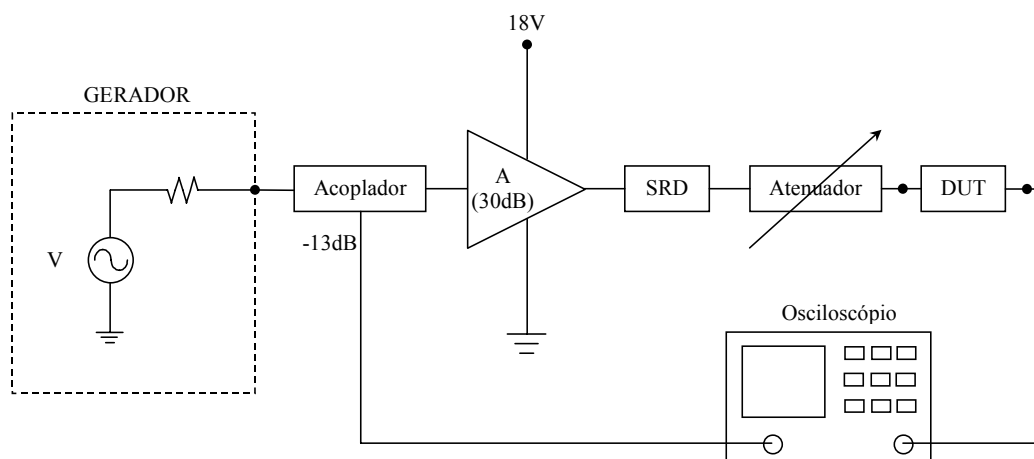 18V
GERADOR
Acoplador
A
(30dB)
SRD
Atenuador
DUT
-13dB
V
Osciloscópio